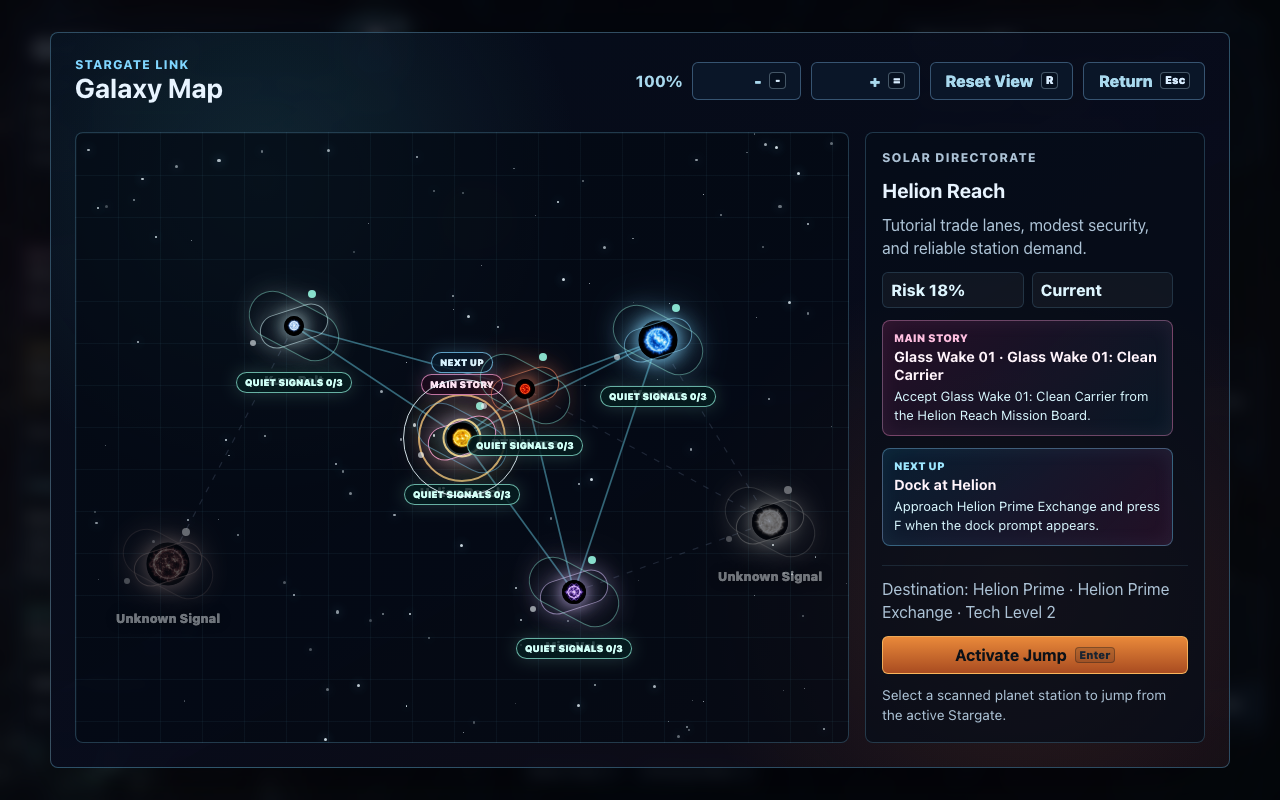 STARGATE LINK
Galaxy Map
100%
- -
+ =
Reset View R
Return Esc
NEXT UP
MAIN STORY
QUIET SIGNALS 0/3
QUIET SIGNALS 0/3
QUIET SIGNALS 0/3
QUIET SIGNALS 0/3
Unknown Signal
Unknown Signal
QUIET SIGNALS 0/3
SOLAR DIRECTORATE
Helion Reach
Tutorial trade lanes, modest security,
and reliable station demand.
Risk 18%
Current
MAIN STORY
Glass Wake 01 · Glass Wake 01: Clean
Carrier
Accept Glass Wake 01: Clean Carrier from
the Helion Reach Mission Board.
NEXT UP
Dock at Helion
Approach Helion Prime Exchange and press
F when the dock prompt appears.
Destination: Helion Prime · Helion Prime
Exchange · Tech Level 2
Activate Jump Enter
Select a scanned planet station to jump from
the active Stargate.